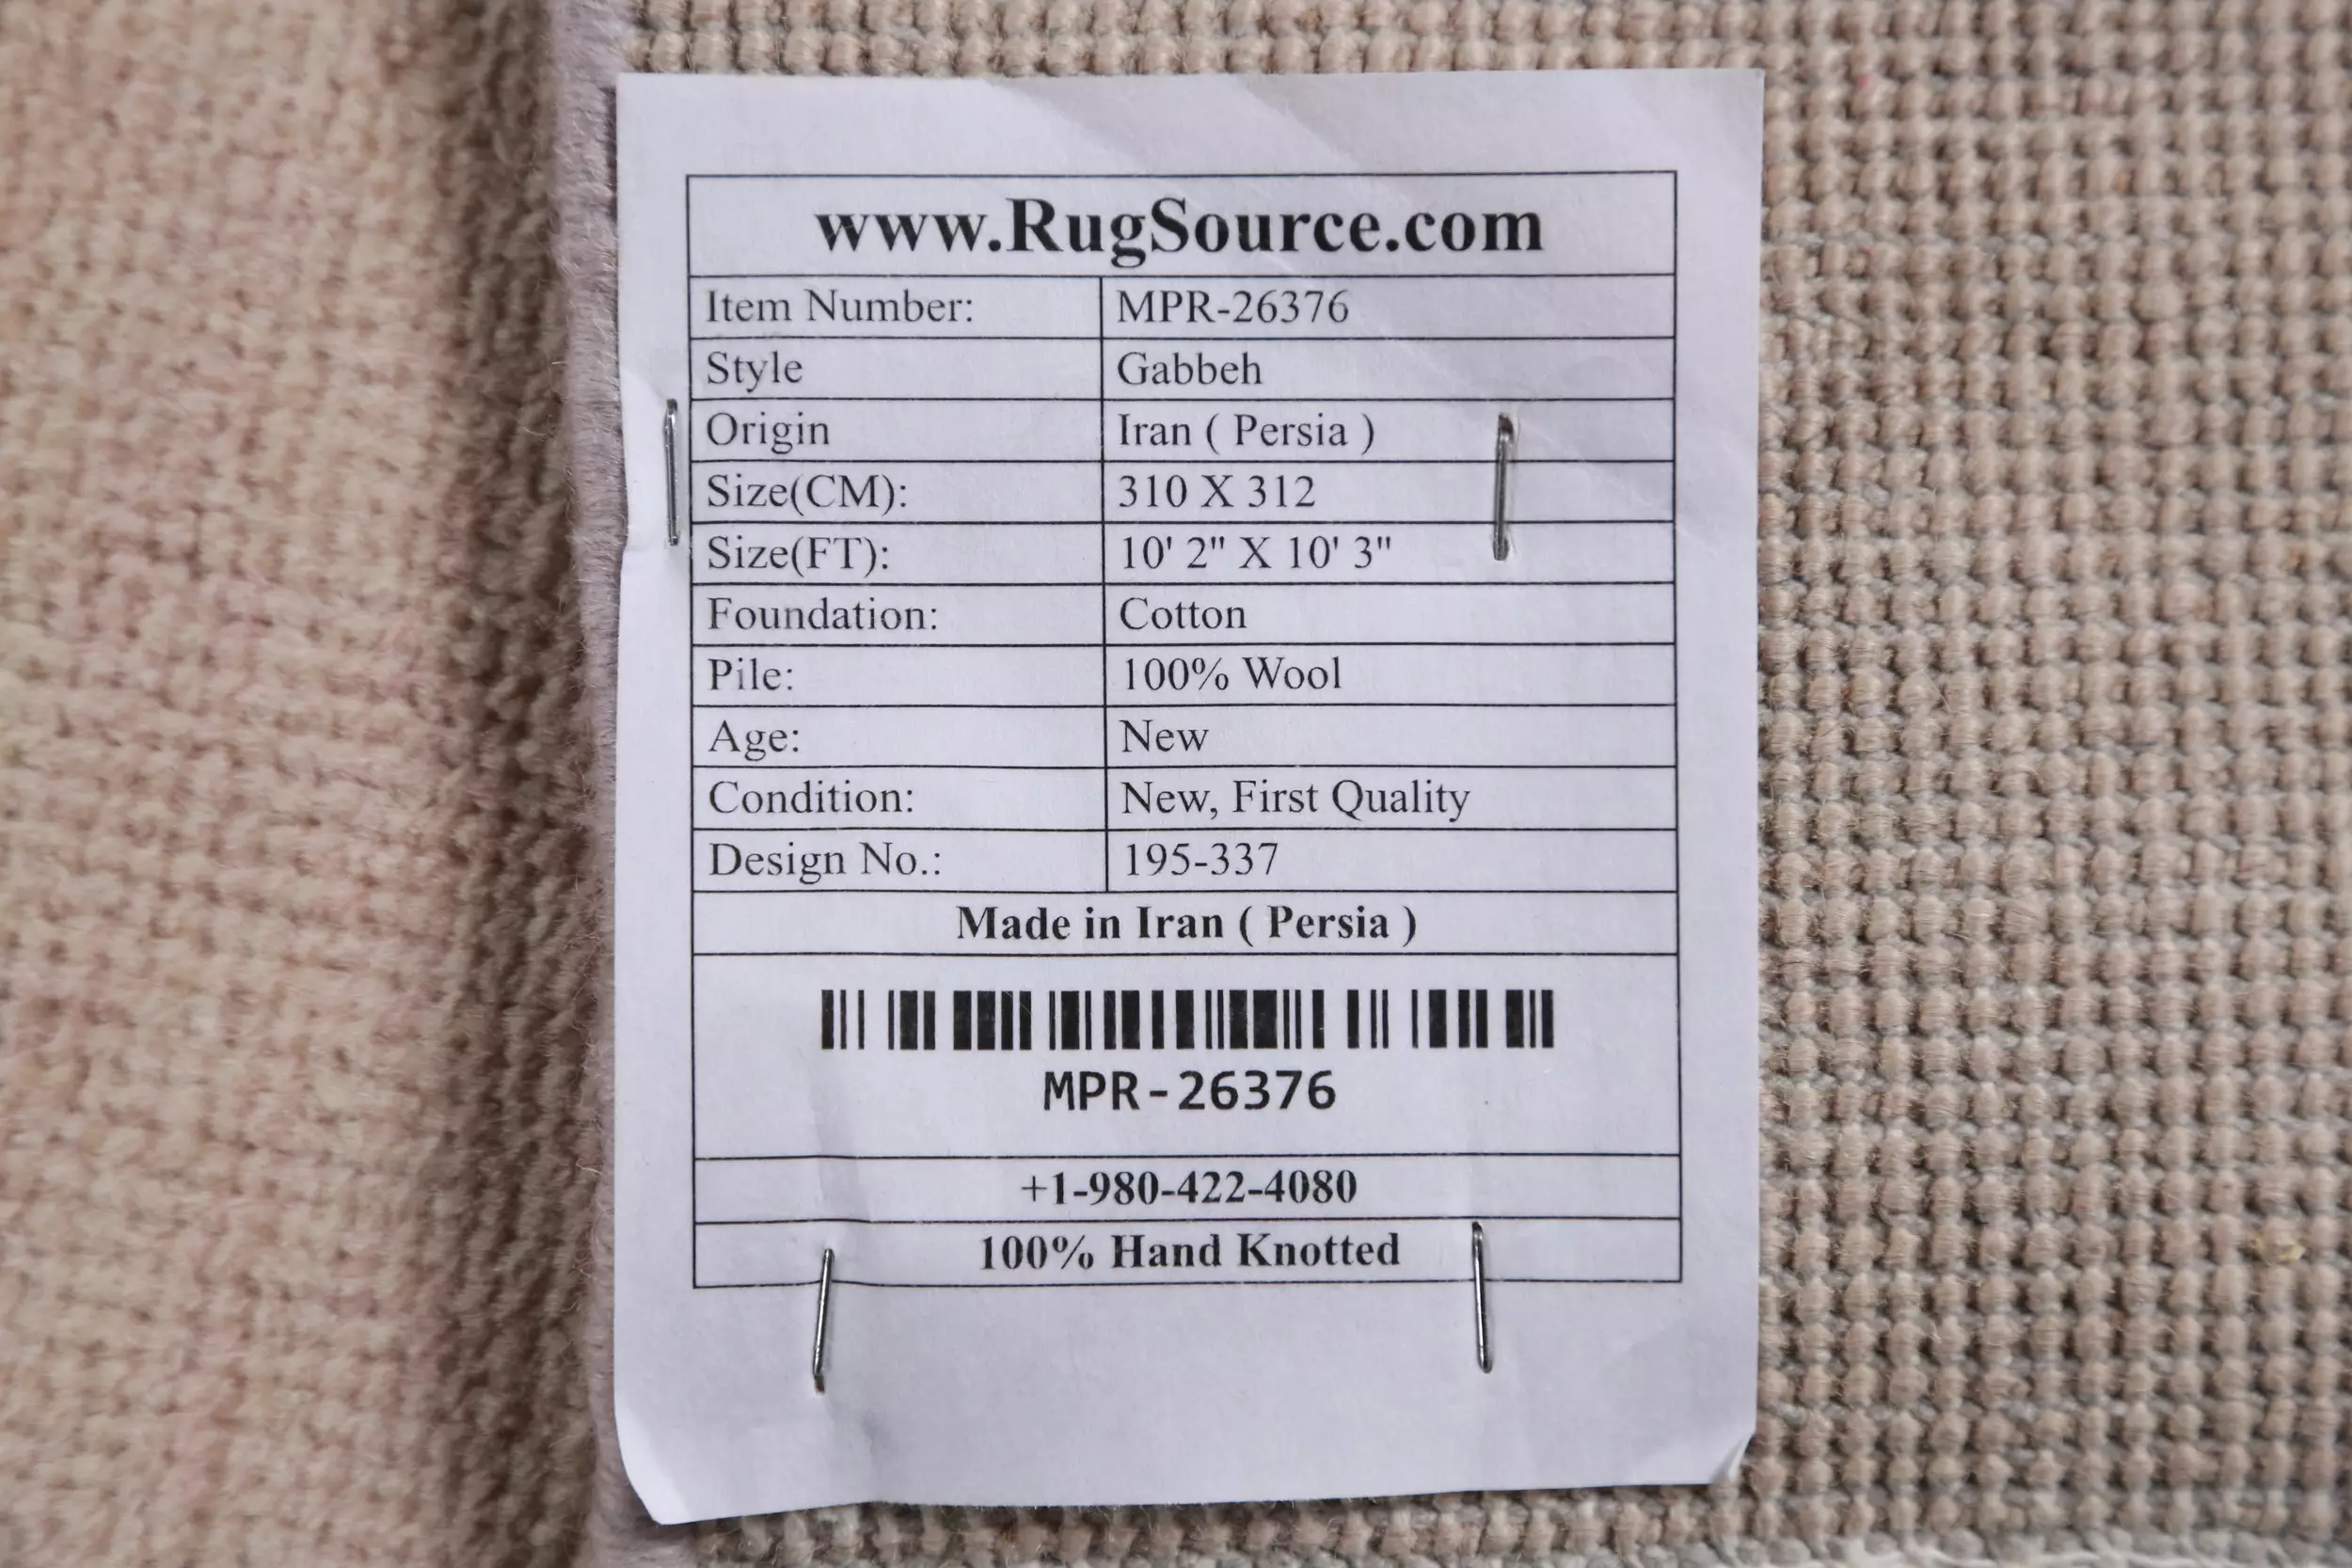 www.RugSource.com
Item Number: MPR-26376
Style Gabbeh
Origin Iran ( Persia )
Size(CM): 310 X 312
Size(FT): 10' 2" X 10' 3"
Foundation: Cotton
Pile: 100% Wool
Age: New
Condition: New, First Quality
Design No.: 195-337
Made in Iran ( Persia )
MPR-26376
+1-980-422-4080
100% Hand Knotted